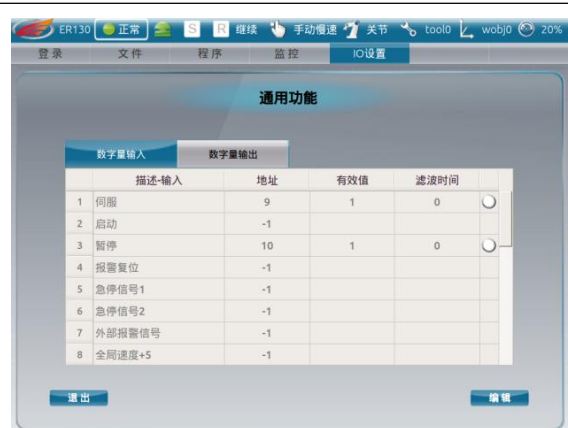 ER130 正常 S R 继续 手动慢速 关节 tool0 wobj0 20%
登录 文件 程序 监控 IO设置
通用功能
数字量输入 数字量输出
描述-输入 地址 有效值 滤波时间
1 伺服 9 1 0
2 启动 -1
3 暂停 10 1 0
4 报警复位 -1
5 急停信号1 -1
6 急停信号2 -1
7 外部报警信号 -1
8 全局速度+5 -1
退出 编辑